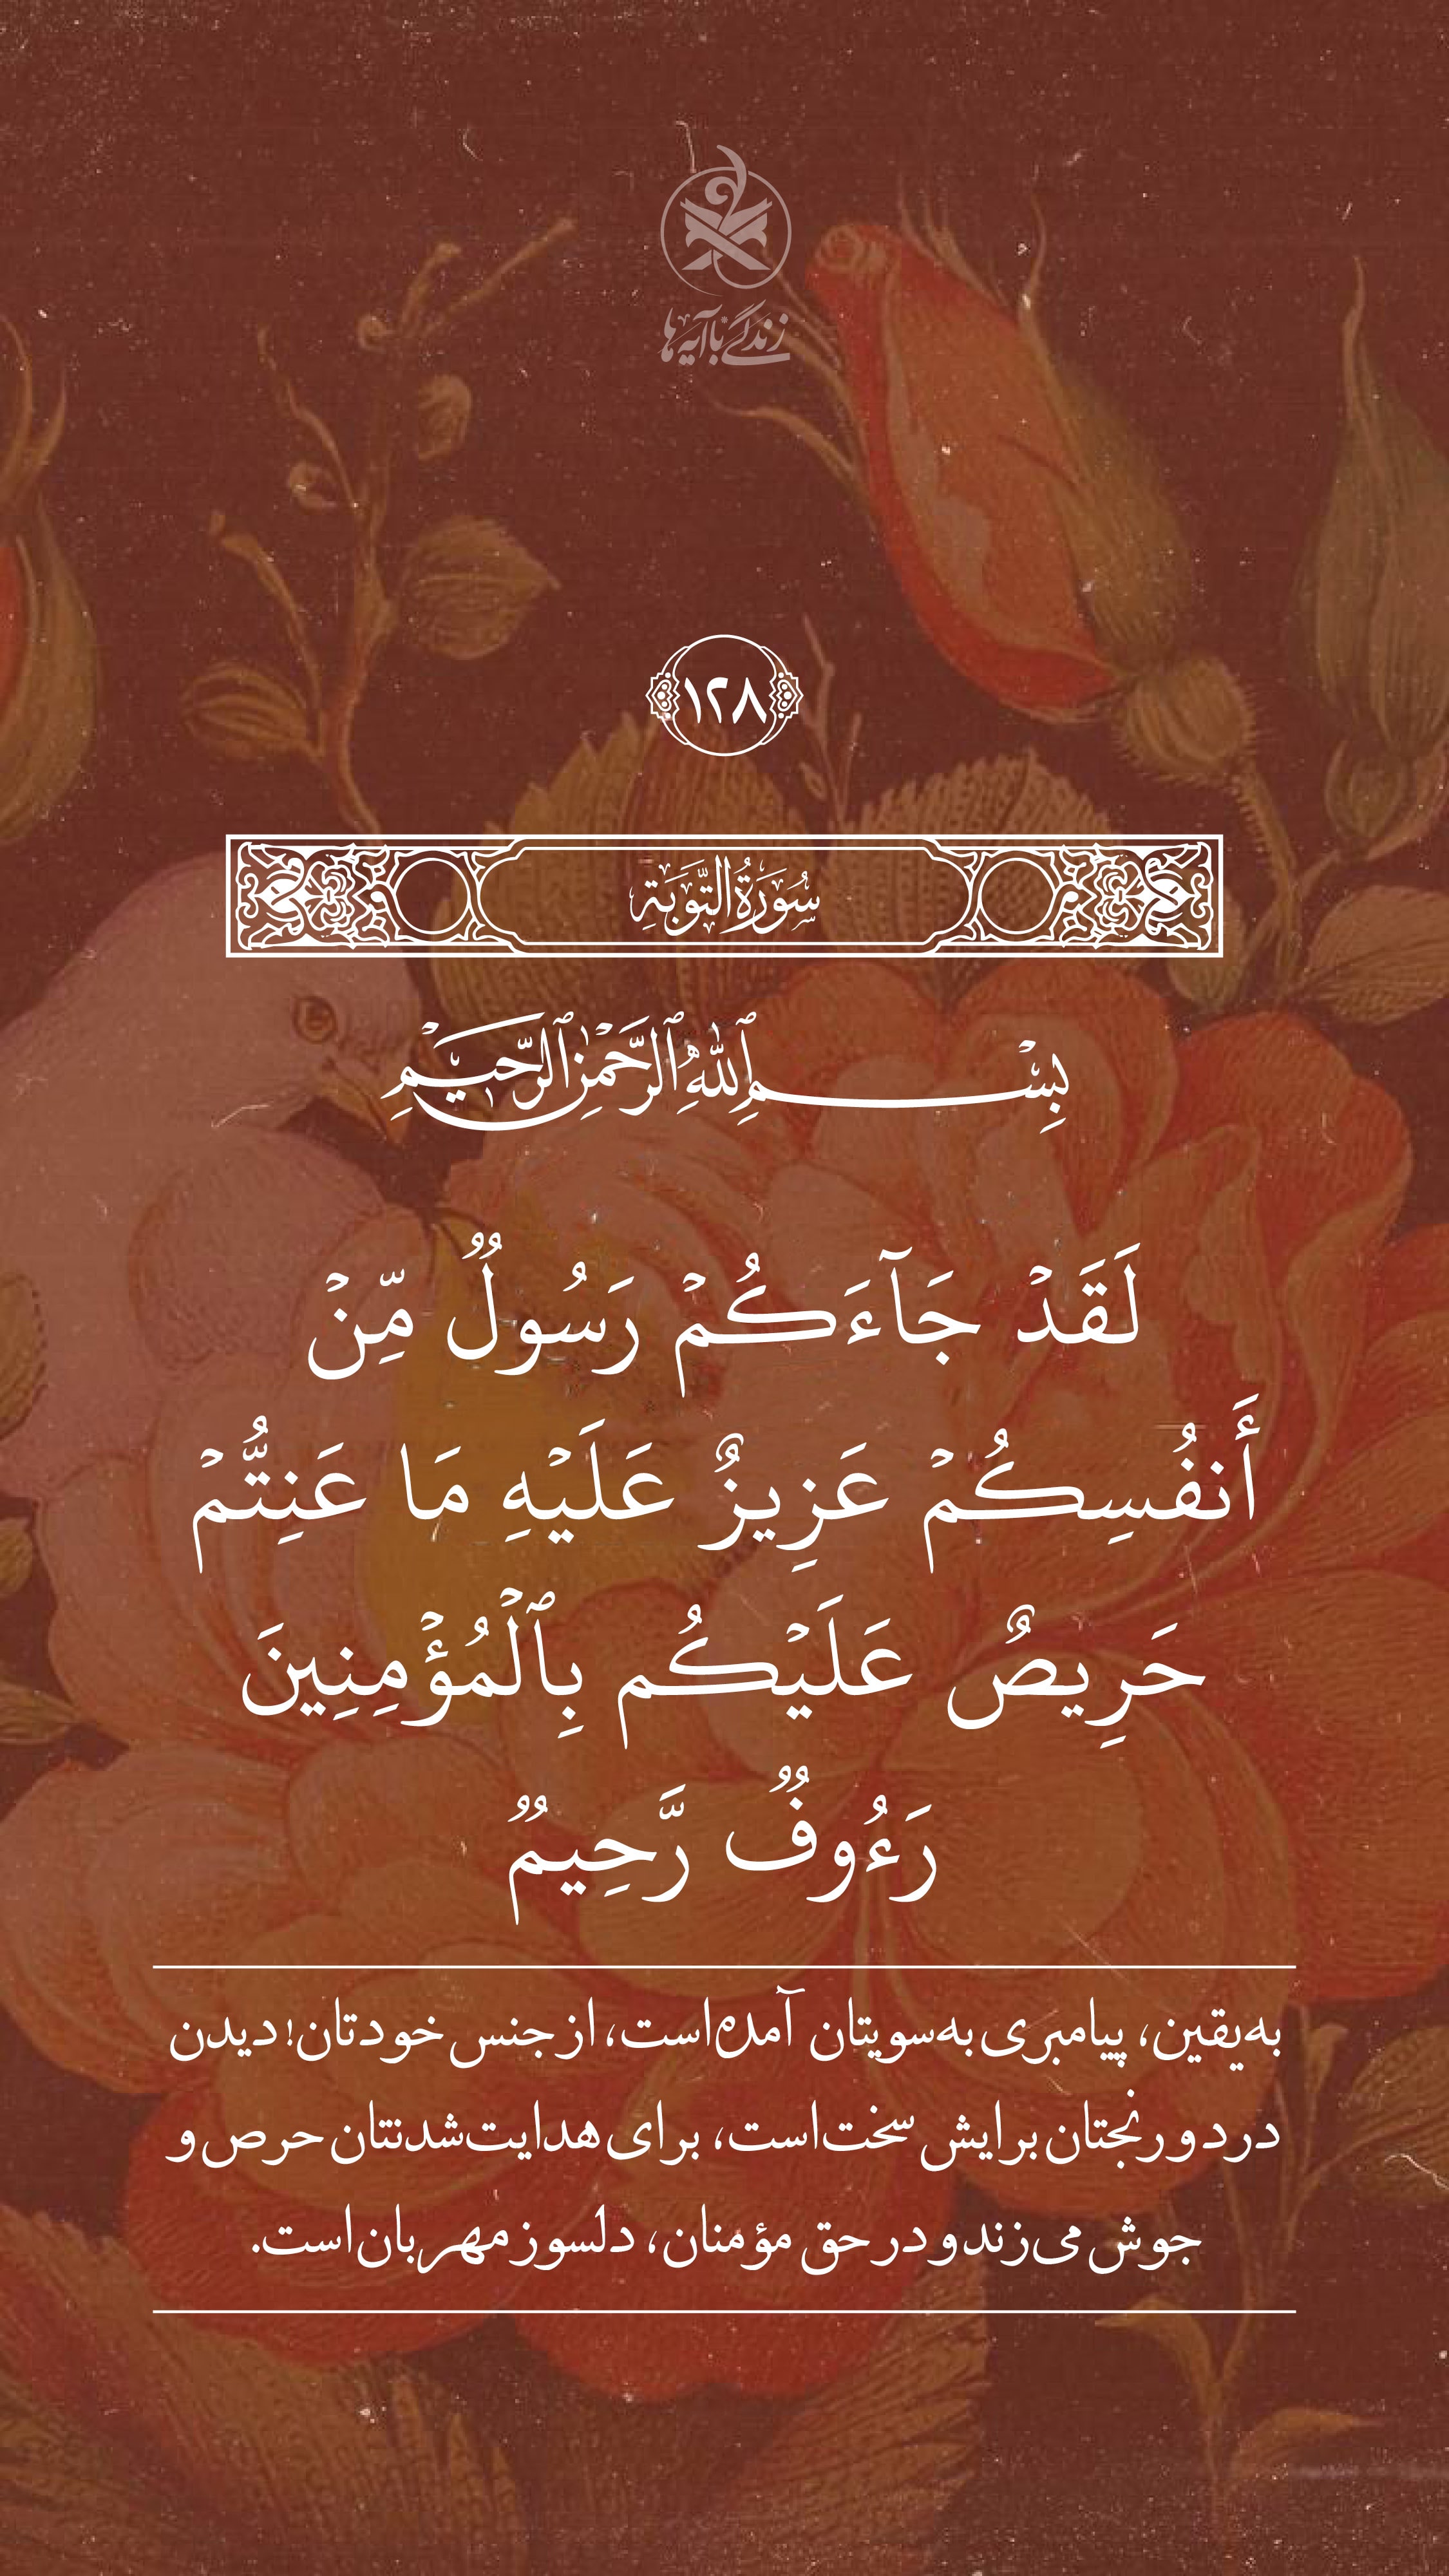 زندگی با آیه‌ها
١٢٨
سُورَةُ التَّوبَةِ
بِسْمِ ٱللَّهِ ٱلرَّحْمَٰنِ ٱلرَّحِيمِ
لَقَدْ جَآءَكُمْ رَسُولٌ مِّنْ
أَنفُسِكُمْ عَزِيزٌ عَلَيْهِ مَا عَنِتُّمْ
حَرِيصٌ عَلَيْكُم بِٱلْمُؤْمِنِينَ
رَءُوفٌ رَّحِيمٌ
به‌یقین، پیامبری به‌سویتان آمده‌است، از جنس خودتان! دیدن
درد و رنجتان برایش سخت‌است، برای هدایت‌شدنتان حرص و
جوش می‌زند و در حق مؤمنان، دلسوز مهربان‌است.